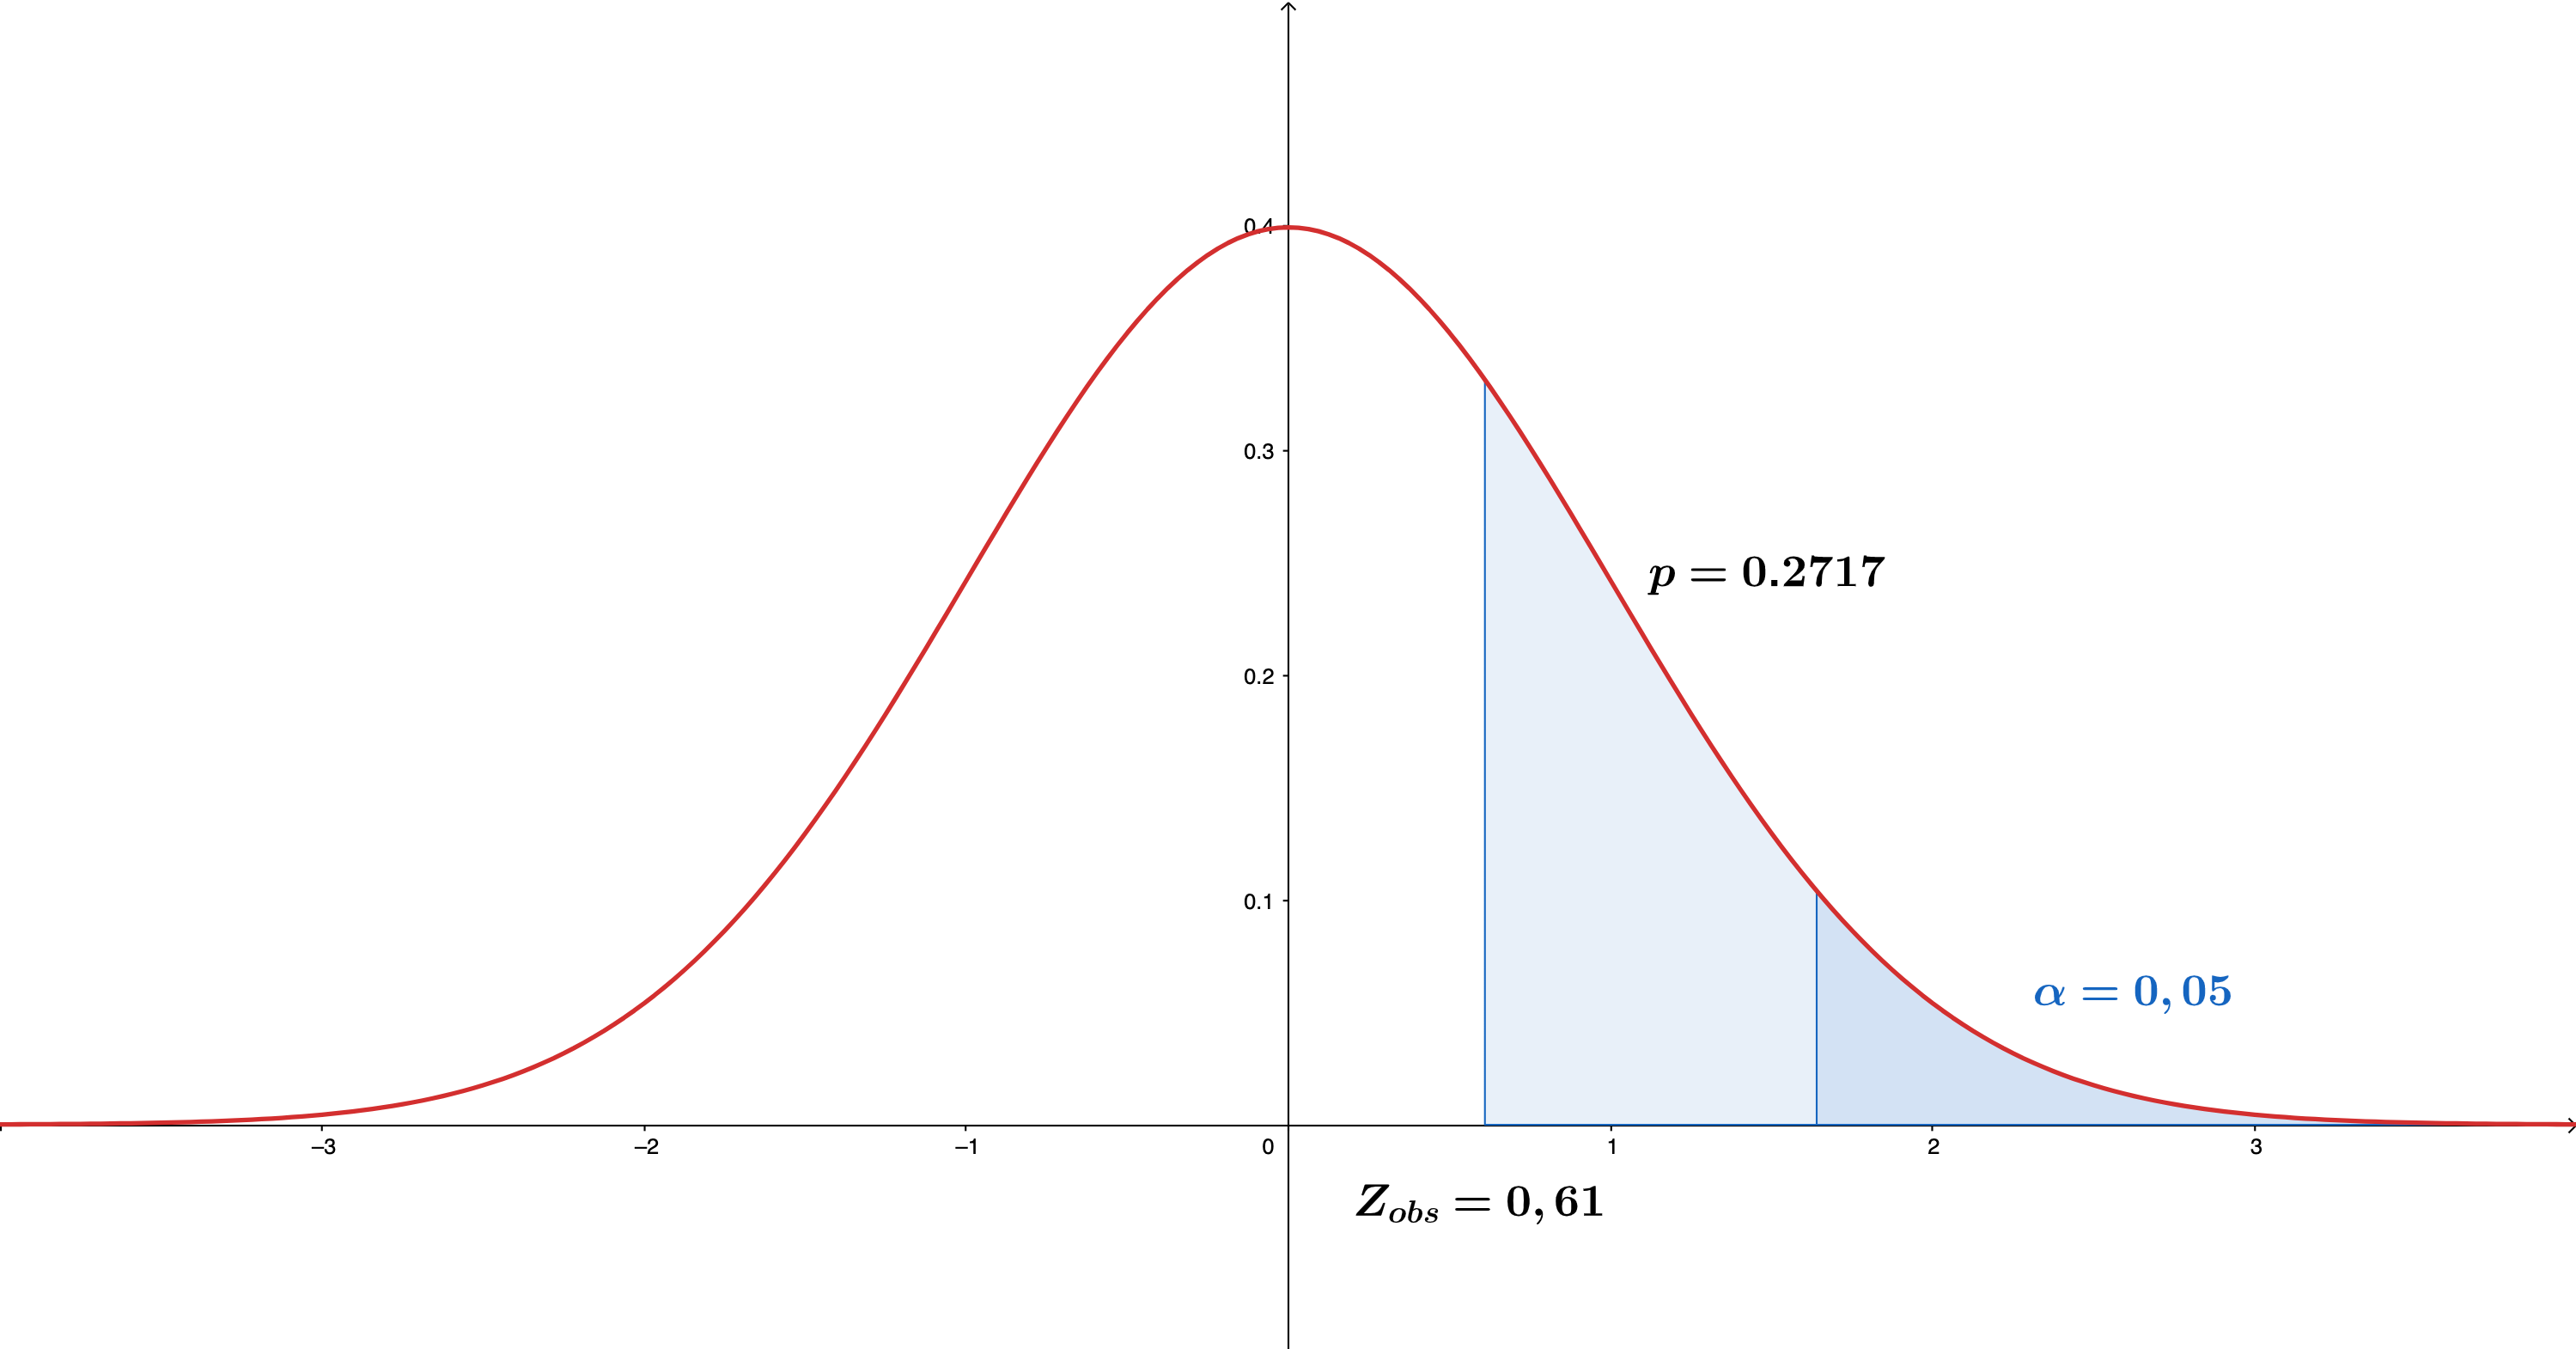 0.4
0.3
p = 0.2717
0.2
0.1
α = 0, 05
–3 –2 –1 0 1 2 3
Zobs = 0, 61